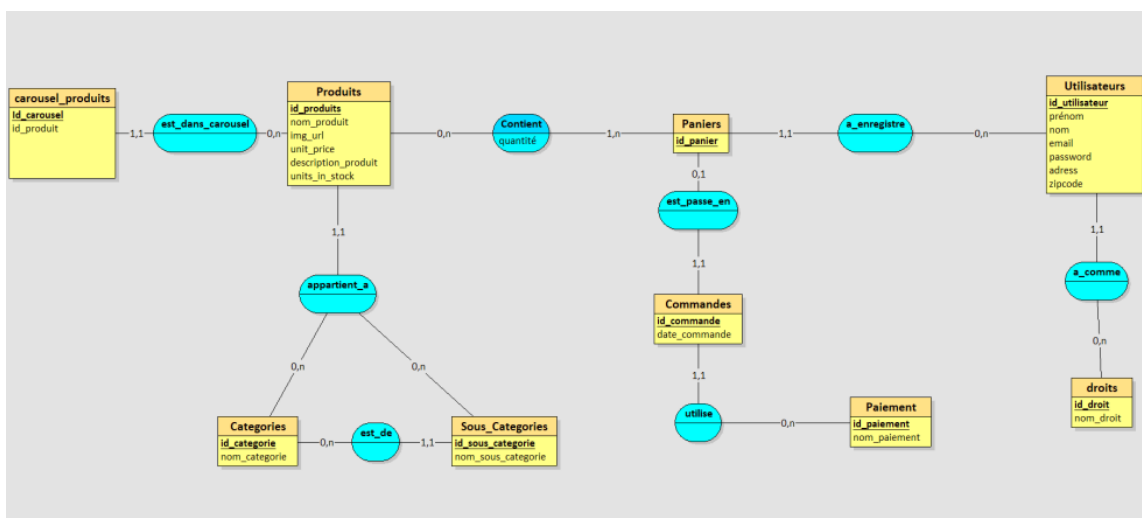 carousel_produits
Id_carousel
id_produit
1,1
est_dans_carousel
0,n
Produits
id_produits
nom_produit
img_url
unit_price
description_produit
units_in_stock
0,n
Contient
quantité
1,n
Paniers
id_panier
1,1
a_enregistre
0,n
Utilisateurs
id_utilisateur
prénom
nom
email
password
adress
zipcode
0,1
est_passe_en
1,1
Commandes
id_commande
date_commande
1,1
utilise
0,n
Paiement
id_paiement
nom_paiement
1,1
a_comme
0,n
droits
id_droit
nom_droit
1,1
appartient_a
0,n
0,n
Categories
id_categorie
nom_categorie
0,n
est_de
1,1
Sous_Categories
id_sous_categorie
nom_sous_categorie